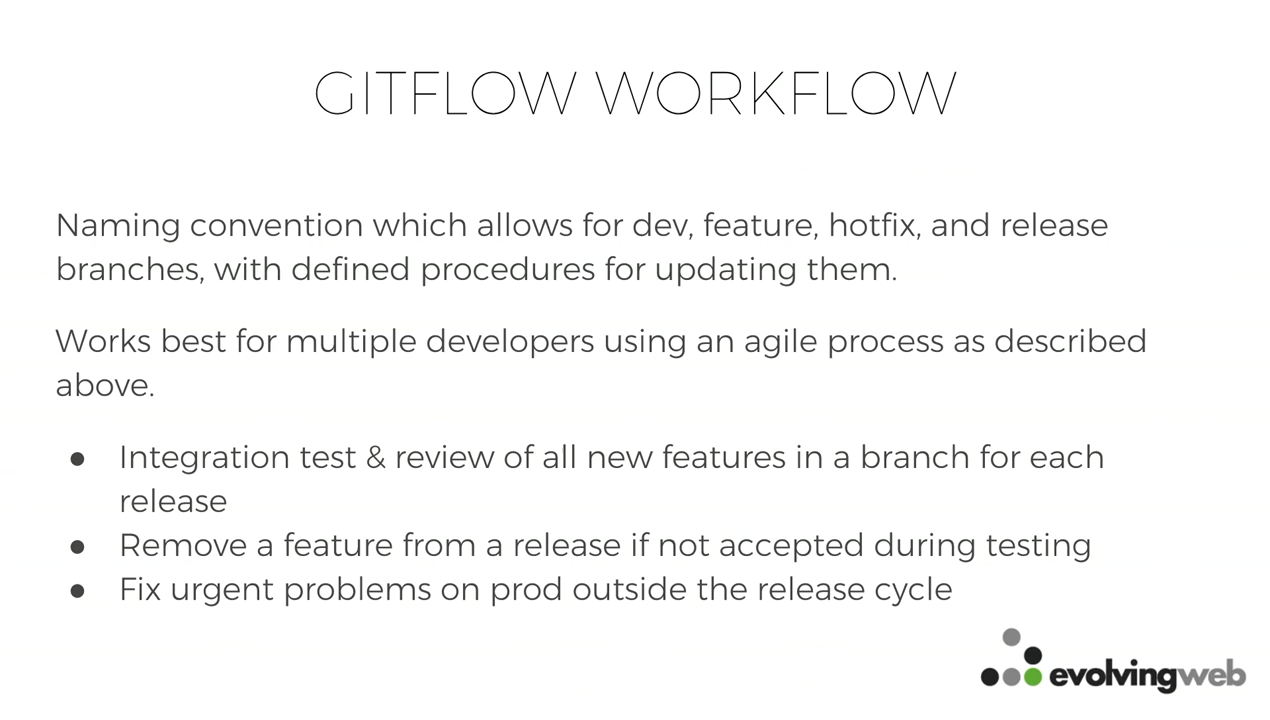 GITFLOW WORKFLOW
Naming convention which allows for dev, feature, hotfix, and release
branches, with defined procedures for updating them.
Works best for multiple developers using an agile process as described
above.
● Integration test & review of all new features in a branch for each
release
● Remove a feature from a release if not accepted during testing
● Fix urgent problems on prod outside the release cycle
evolvingweb